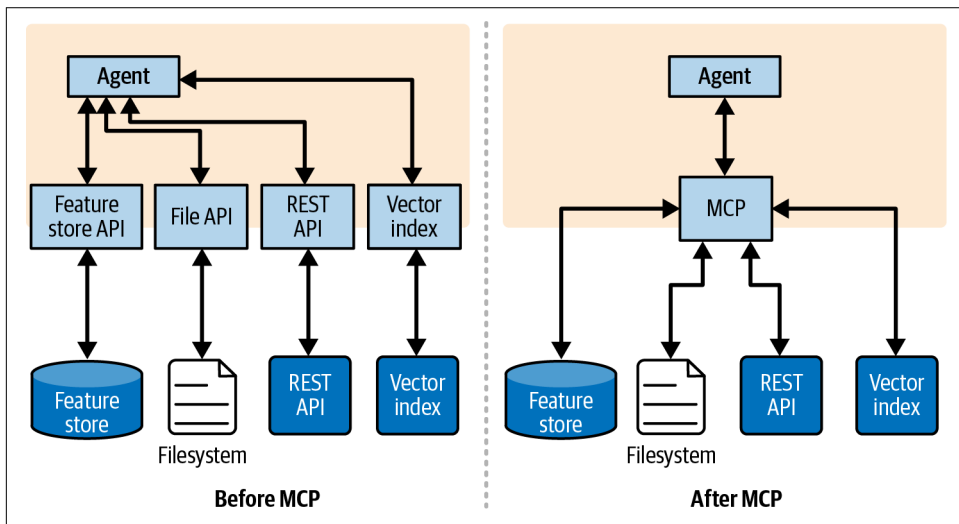 Agent
Feature
store API
File API
REST
API
Vector
index
Feature
store
Filesystem
REST
API
Vector
index
Before MCP
Agent
MCP
Feature
store
Filesystem
REST
API
Vector
index
After MCP